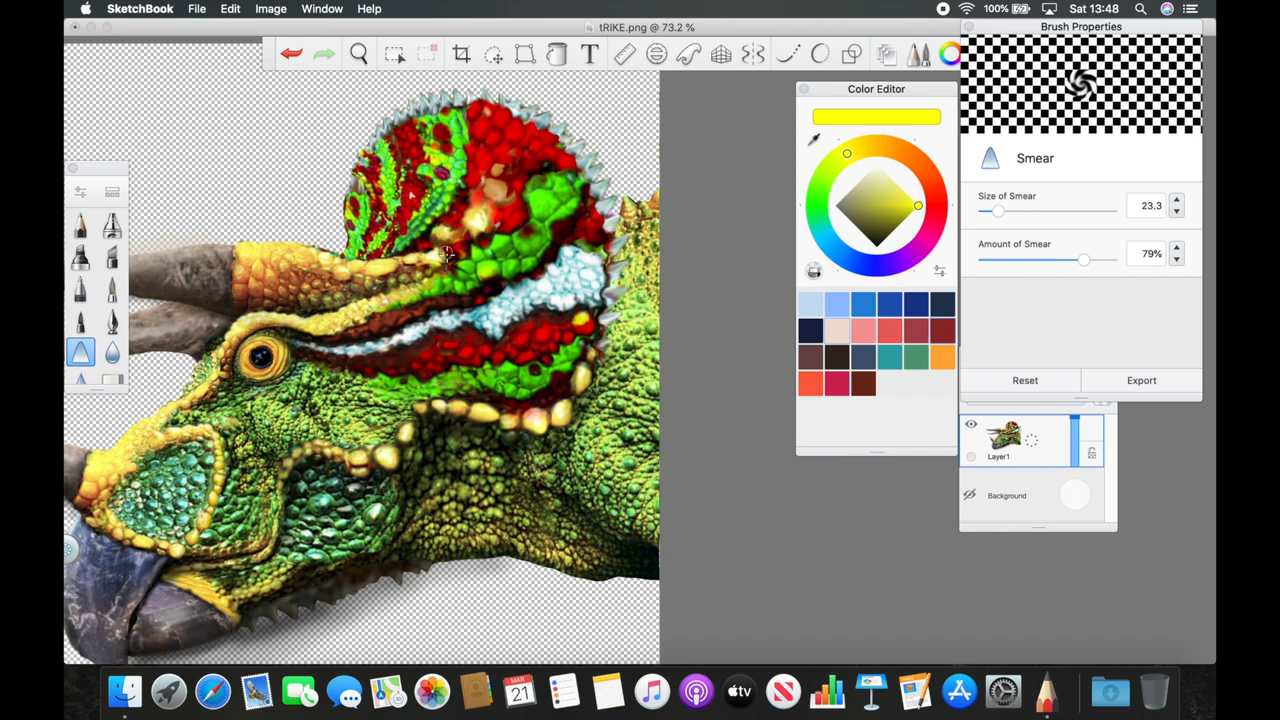 SketchBook File Edit Image Window Help 100% Sat 13:48
tRIKE.png @ 73.2 %
Brush Properties
T
Color Editor
Smear
Size of Smear
23.3
Amount of Smear
79%
Reset Export
Layer1
Background
MAR
21
tv